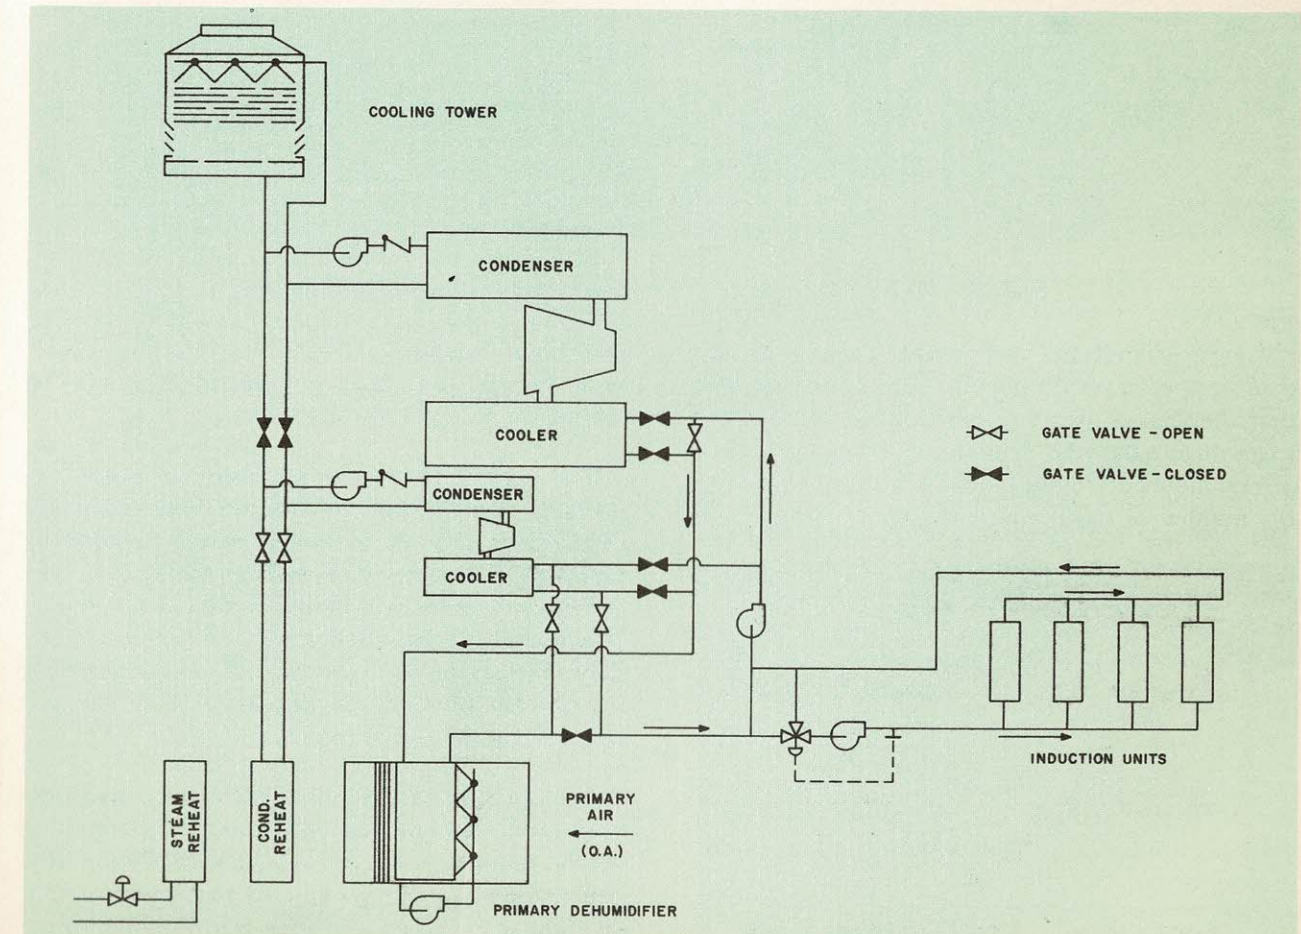 COOLING TOWER
CONDENSER
COOLER
GATE VALVE - OPEN
GATE VALVE - CLOSED
CONDENSER
COOLER
INDUCTION UNITS
STEAM
REHEAT
COND.
REHEAT
PRIMARY
AIR
(O.A.)
PRIMARY DEHUMIDIFIER